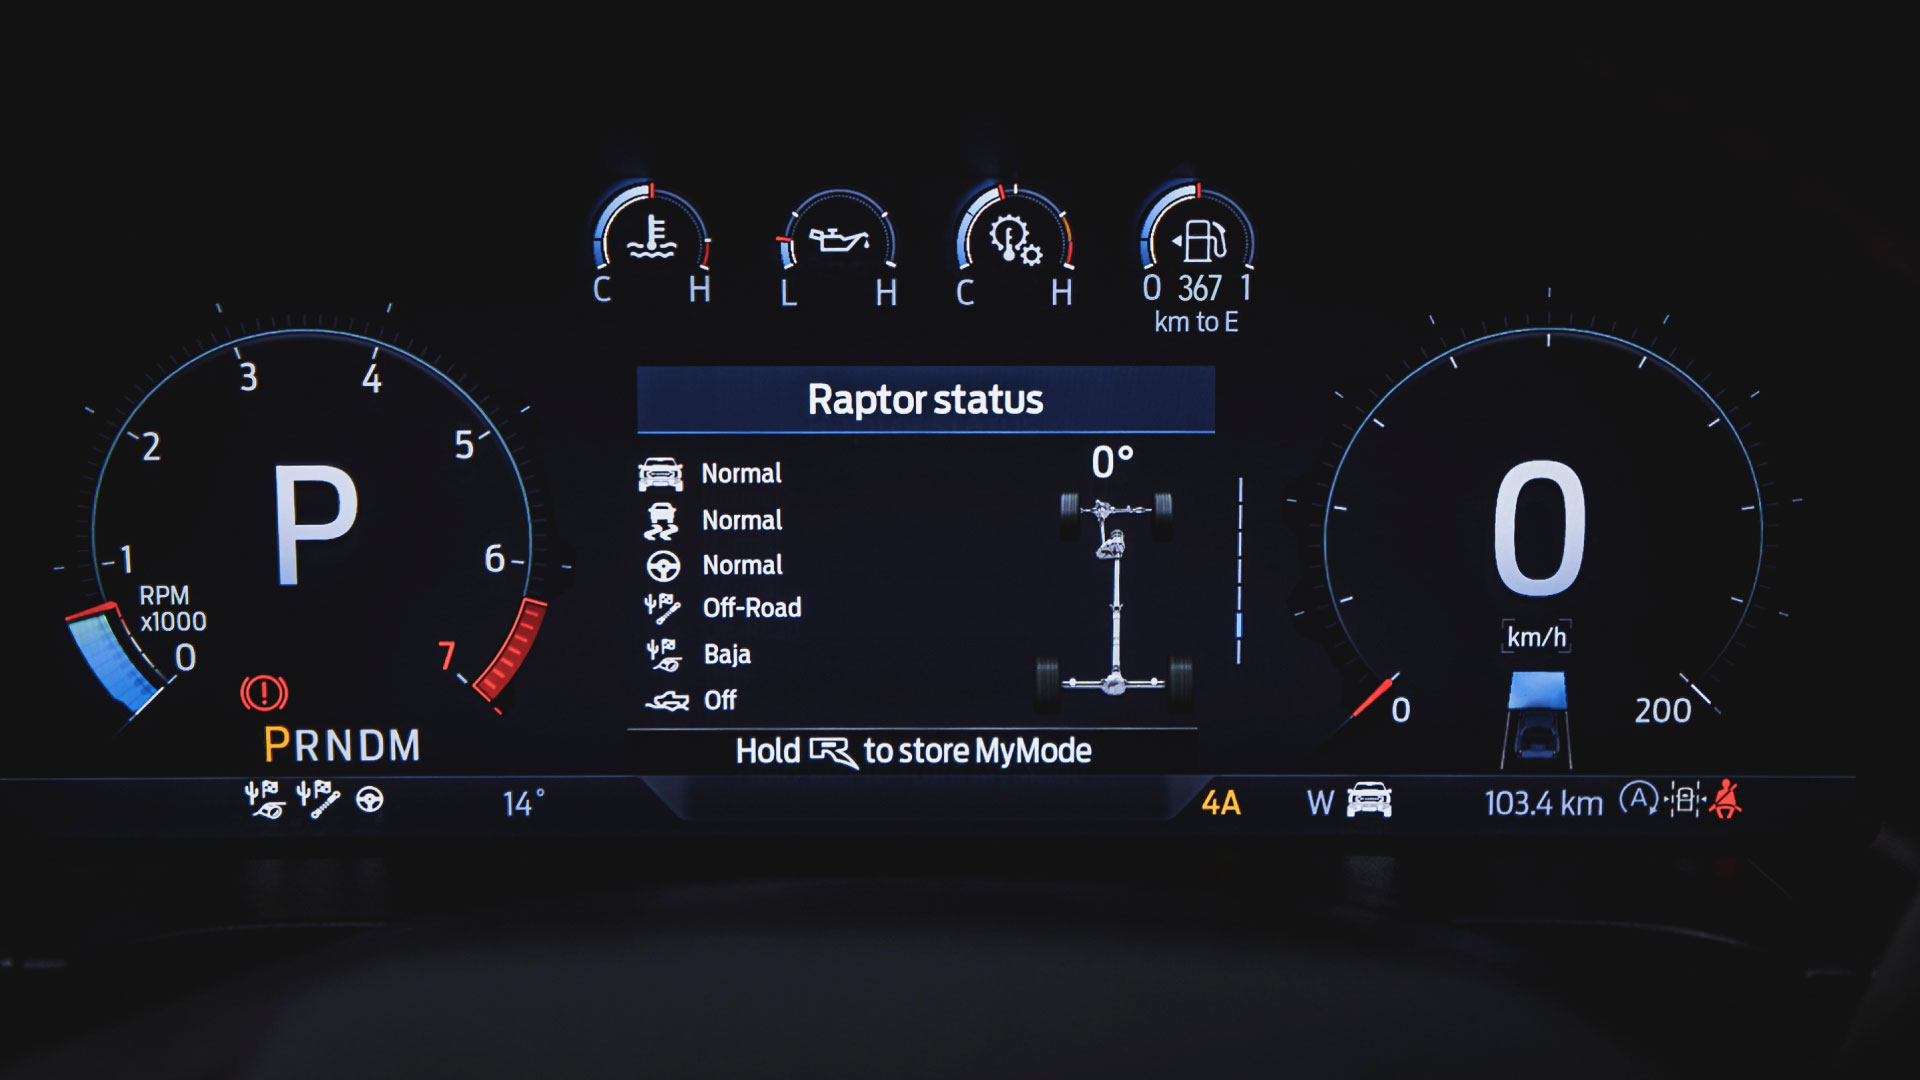 C H
L H
C H
0 367 1
km to E
3 4
2 5
1 6
RPM
x1000
0
7
P
PRNDM
Raptor status
0°
Normal
Normal
Normal
Off-Road
Baja
Off
Hold R to store MyMode
0
km/h
0 200
14°
4A
W
103.4 km
A